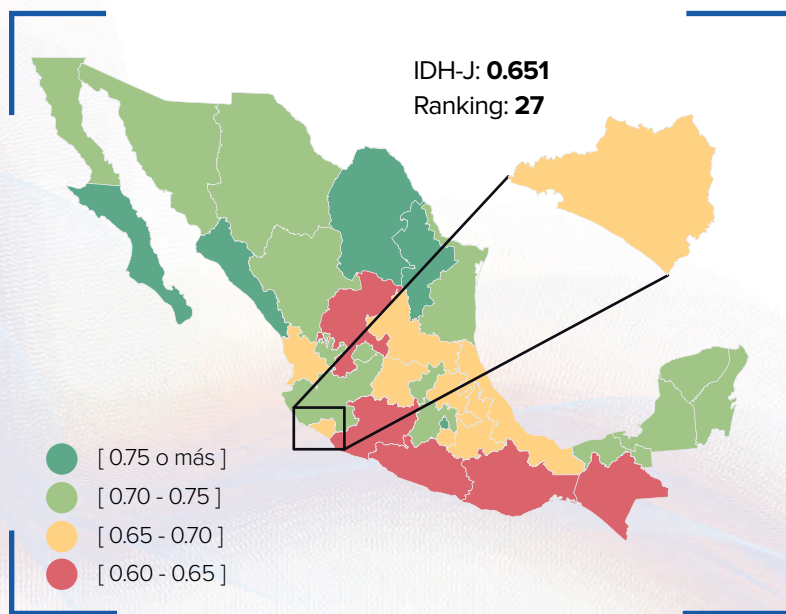 IDH-J: 0.651
Ranking: 27
[ 0.75 o más ]
[ 0.70 - 0.75 ]
[ 0.65 - 0.70 ]
[ 0.60 - 0.65 ]